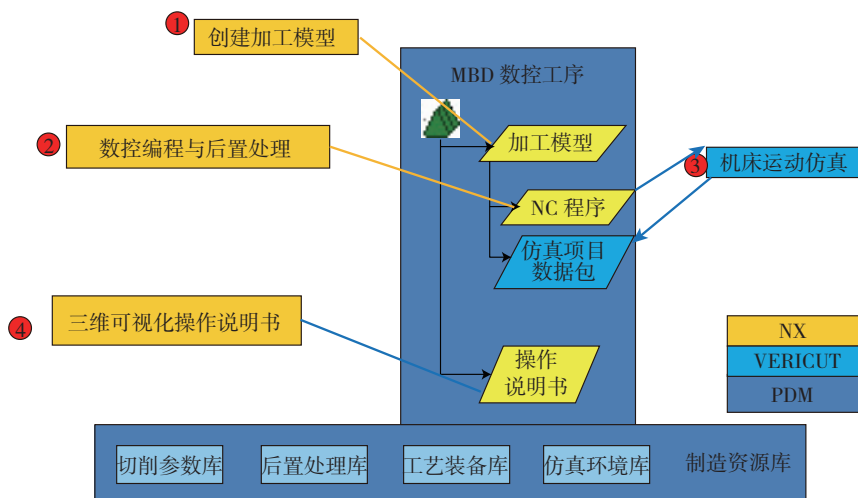 ①
创建加工模型
MBD 数控工序
②
数控编程与后置处理
加工模型
③
机床运动仿真
NC 程序
仿真项目
数据包
④
三维可视化操作说明书
操作
说明书
NX
VERICUT
PDM
切削参数库
后置处理库
工艺装备库
仿真环境库
制造资源库